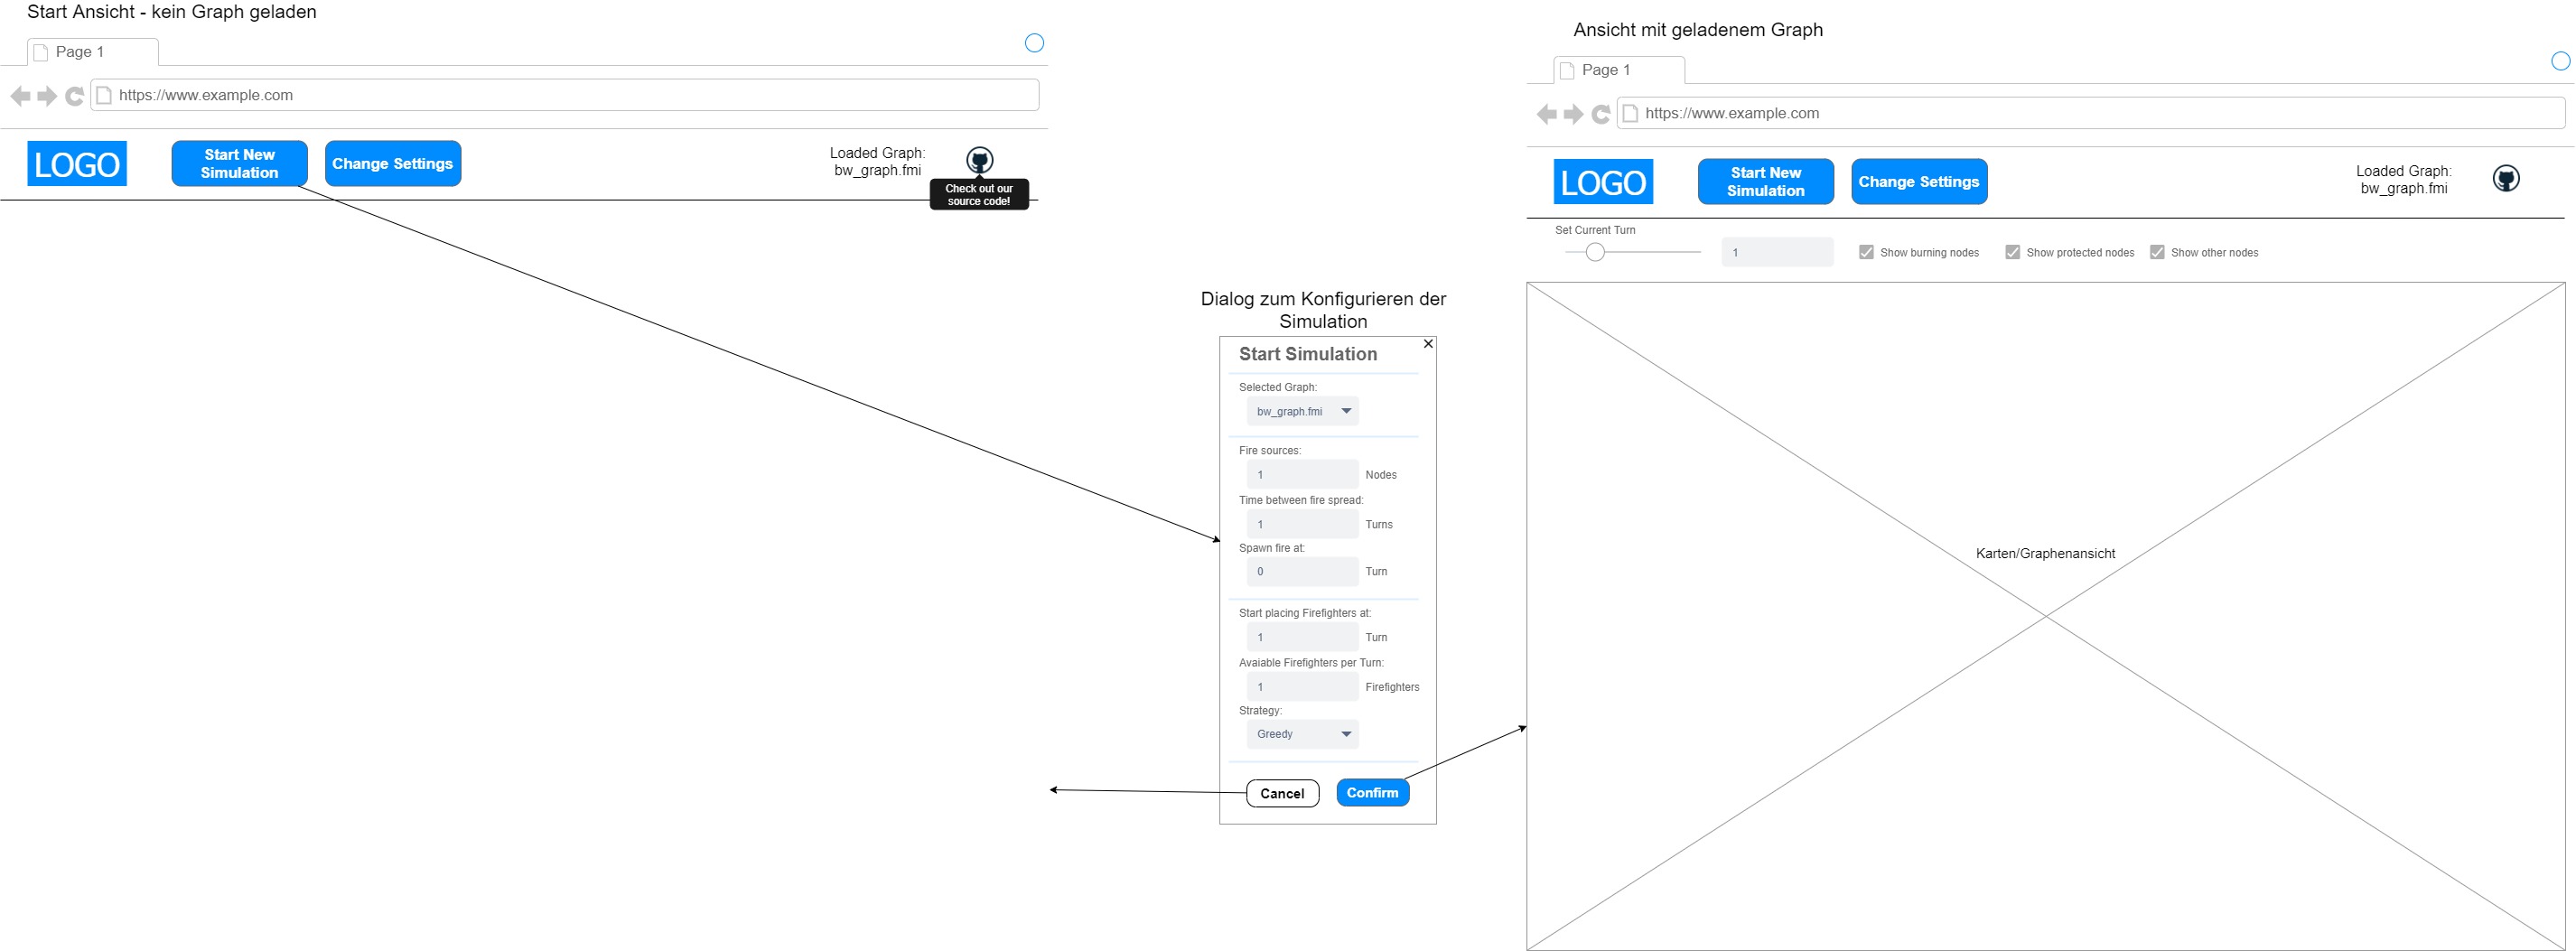 Start Ansicht - kein Graph geladen
Page 1
https://www.example.com
LOGO
Start New
Simulation
Change Settings
Loaded Graph:
bw_graph.fmi
Check out our
source code!
Dialog zum Konfigurieren der
Simulation
Start Simulation
Selected Graph:
bw_graph.fmi
Fire sources:
1 Nodes
Time between fire spread:
1 Turns
Spawn fire at:
0 Turn
Start placing Firefighters at:
1 Turn
Avaiable Firefighters per Turn:
1 Firefighters
Strategy:
Greedy
Cancel Confirm
Ansicht mit geladenem Graph
Page 1
https://www.example.com
LOGO
Start New
Simulation
Change Settings
Loaded Graph:
bw_graph.fmi
Set Current Turn
1 Show burning nodes Show protected nodes Show other nodes
Karten/Graphenansicht